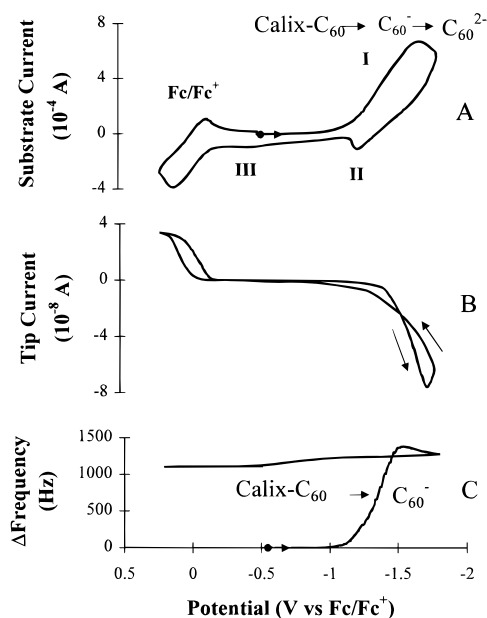 Calix-C60 → C60- → C60 2-
I
Fc/Fc+
A
III
II
8
4
0
-4
Substrate Current
(10-4 A)
B
4
0
-4
-8
Tip Current
(10-8 A)
1500
1000
500
0
ΔFrequency
(Hz)
Calix-C60 → C60-
C
0.5 0 -0.5 -1 -1.5 -2
Potential (V vs Fc/Fc+)